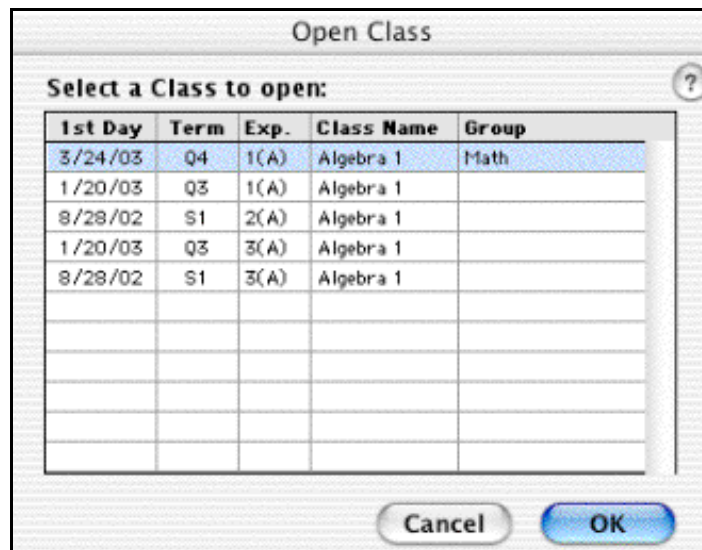 Open Class
Select a Class to open:
?
1st Day Term Exp. Class Name Group
3/24/03 Q4 1(A) Algebra 1 Math
1/20/03 Q3 1(A) Algebra 1
8/28/02 S1 2(A) Algebra 1
1/20/03 Q3 3(A) Algebra 1
8/28/02 S1 3(A) Algebra 1
Cancel OK